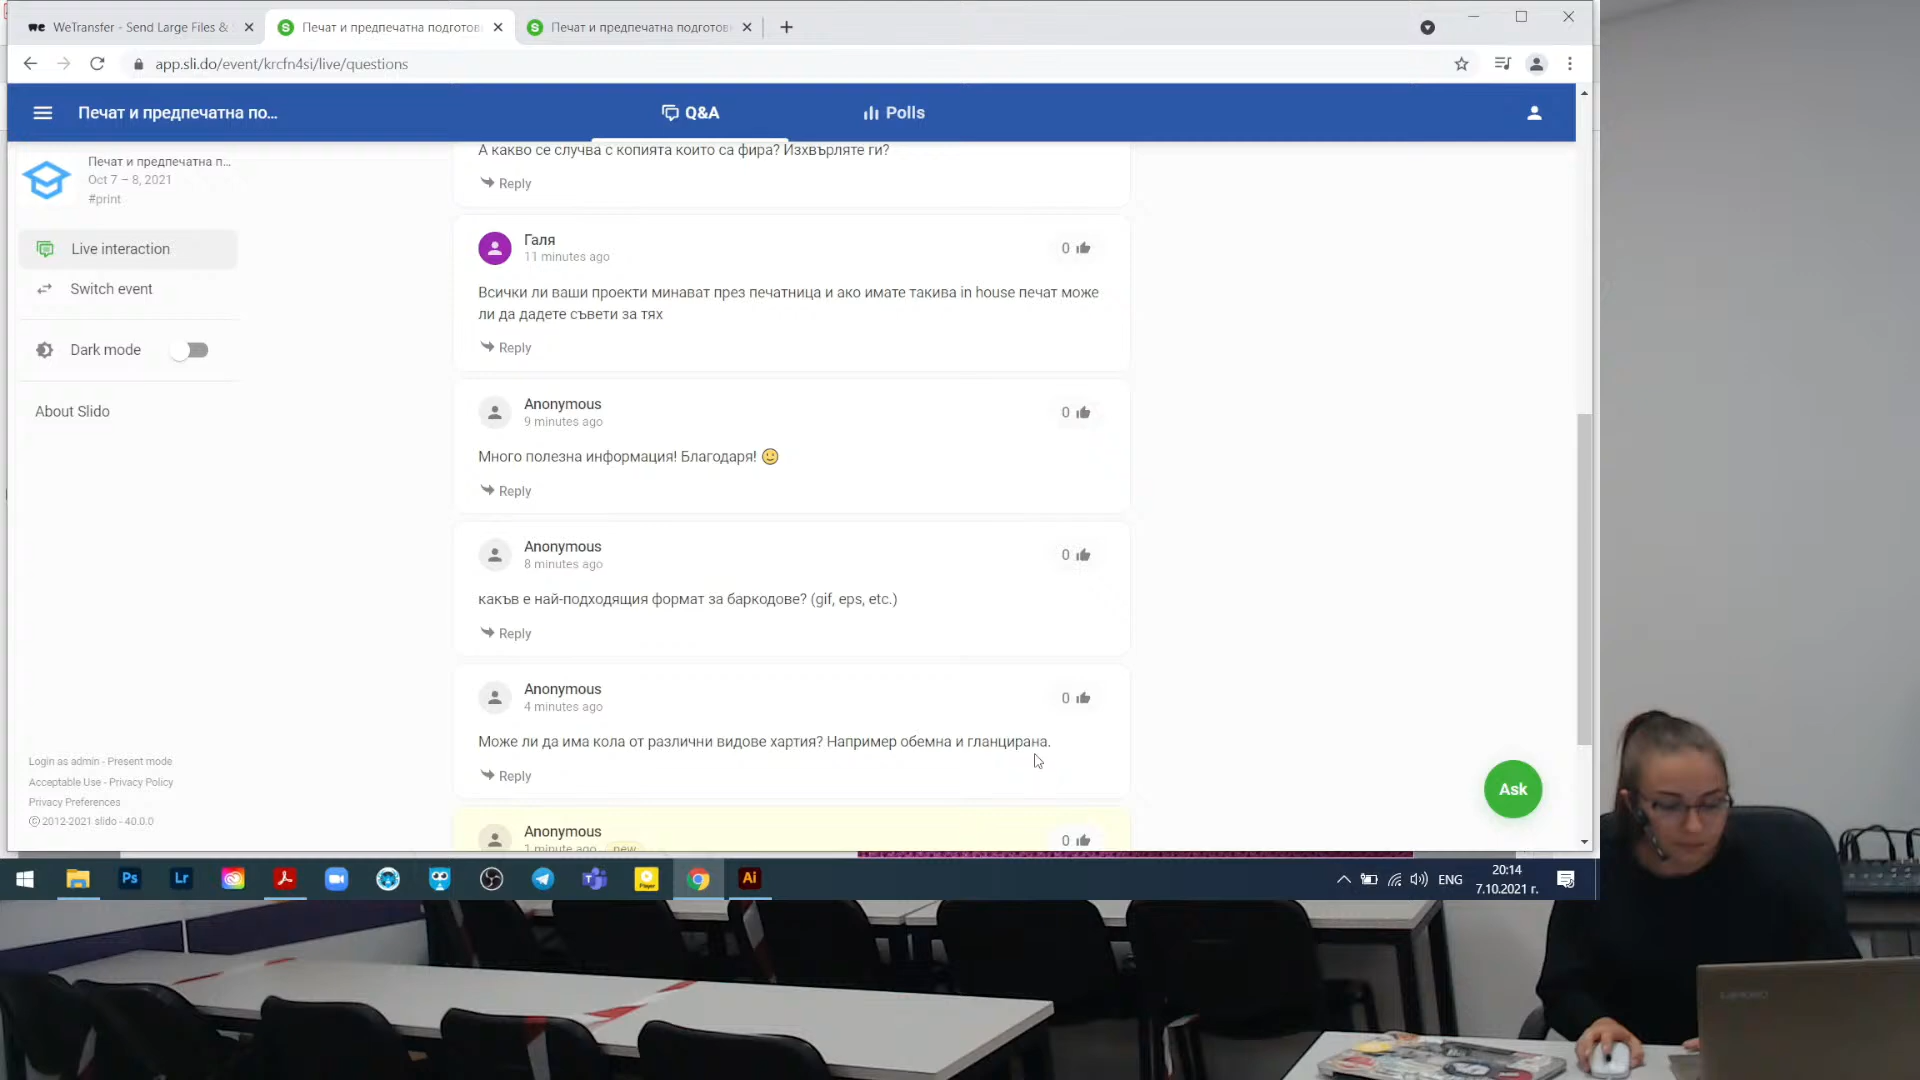 WeTransfer - Send Large Files &
Печат и предпечатна подготов
Печат и предпечатна подготов
app.sli.do/event/krcfn4si/live/questions
Печат и предпечатна по...
Q&A
Polls
Печат и предпечатна п...
Oct 7 – 8, 2021
#print
Live interaction
Switch event
Dark mode
About Slido
Login as admin - Present mode
Acceptable Use - Privacy Policy
Privacy Preferences
© 2012-2021 slido - 40.0.0
А какво се случва с копията които са фира? Изхвърляте ги?
Reply
Галя
11 minutes ago
0
Всички ли ваши проекти минават през печатница и ако имате такива in house печат може
ли да дадете съвети за тях
Reply
Anonymous
9 minutes ago
0
Много полезна информация! Благодаря! 🙂
Reply
Anonymous
8 minutes ago
0
какъв е най-подходящия формат за баркодове? (gif, eps, etc.)
Reply
Anonymous
4 minutes ago
0
Може ли да има кола от различни видове хартия? Например обемна и гланцирана.
Reply
Anonymous
1 minute ago new
0
Ask
Ps
Lr
Player
Ai
ENG
20:14
7.10.2021 г.
Lenovo